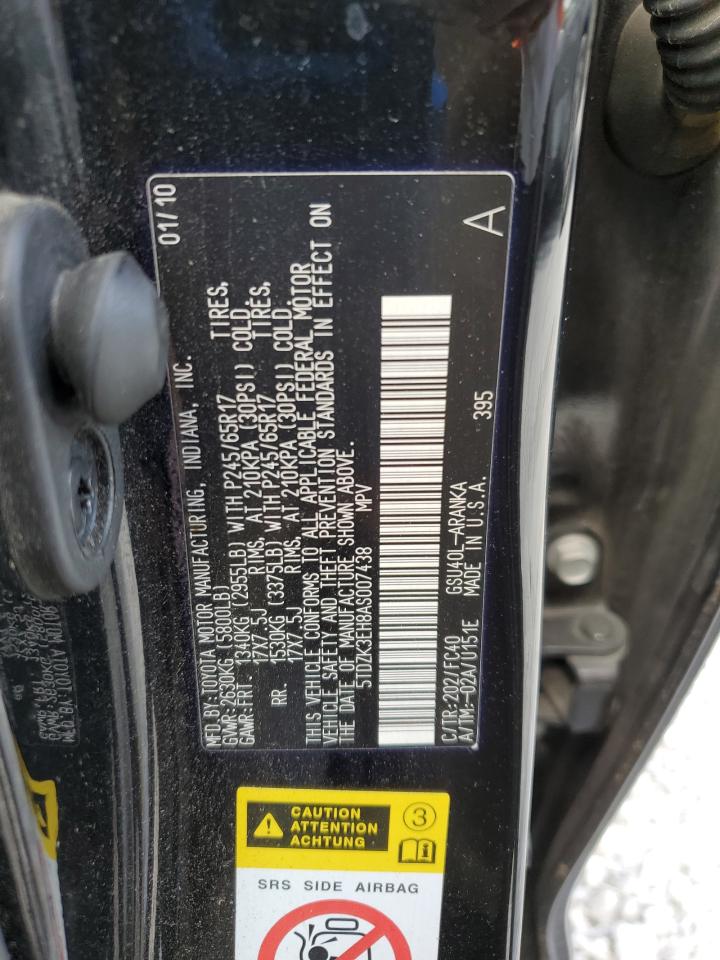 MFD.BY:TOYOTA MOTOR MANUFACTURING, INDIANA, INC. 01/10
GVWR:2630KG (5800LB)
GAWR:FRT. 1340KG (2955LB) WITH P245/65R17 TIRES,
17X7.5J RIMS, AT 210KPA (30PSI) COLD.
RR. 1530KG (3375LB) WITH P245/65R17 TIRES,
17X7.5J RIMS, AT 210KPA (30PSI) COLD.
THIS VEHICLE CONFORMS TO ALL APPLICABLE FEDERAL MOTOR
VEHICLE SAFETY AND THEFT PREVENTION STANDARDS IN EFFECT ON
THE DATE OF MANUFACTURE SHOWN ABOVE.
5TDZK3EH8AS007438 MPV
C/TR:202/FC40 GSU40L-ARANKA 395 A
A/TM:-02A/U151E MADE IN U.S.A.
CAUTION
ATTENTION
ACHTUNG
3
SRS SIDE AIRBAG